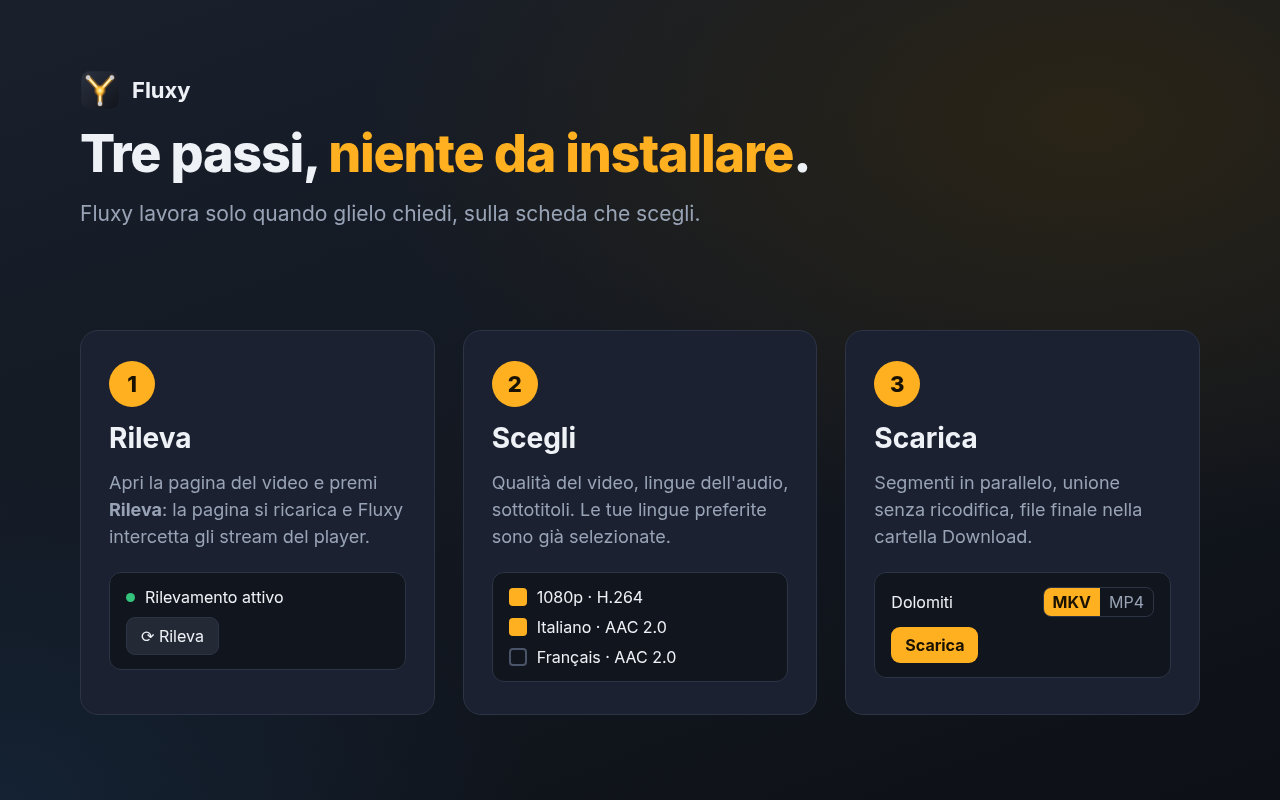 Fluxy
Tre passi, niente da installare.
Fluxy lavora solo quando glielo chiedi, sulla scheda che scegli.
1
Rileva
Apri la pagina del video e premi
Rileva: la pagina si ricarica e Fluxy
intercetta gli stream del player.
Rilevamento attivo
⟳ Rileva
2
Scegli
Qualità del video, lingue dell'audio,
sottotitoli. Le tue lingue preferite
sono già selezionate.
1080p · H.264
Italiano · AAC 2.0
Français · AAC 2.0
3
Scarica
Segmenti in parallelo, unione
senza ricodifica, file finale nella
cartella Download.
Dolomiti MKV MP4
Scarica